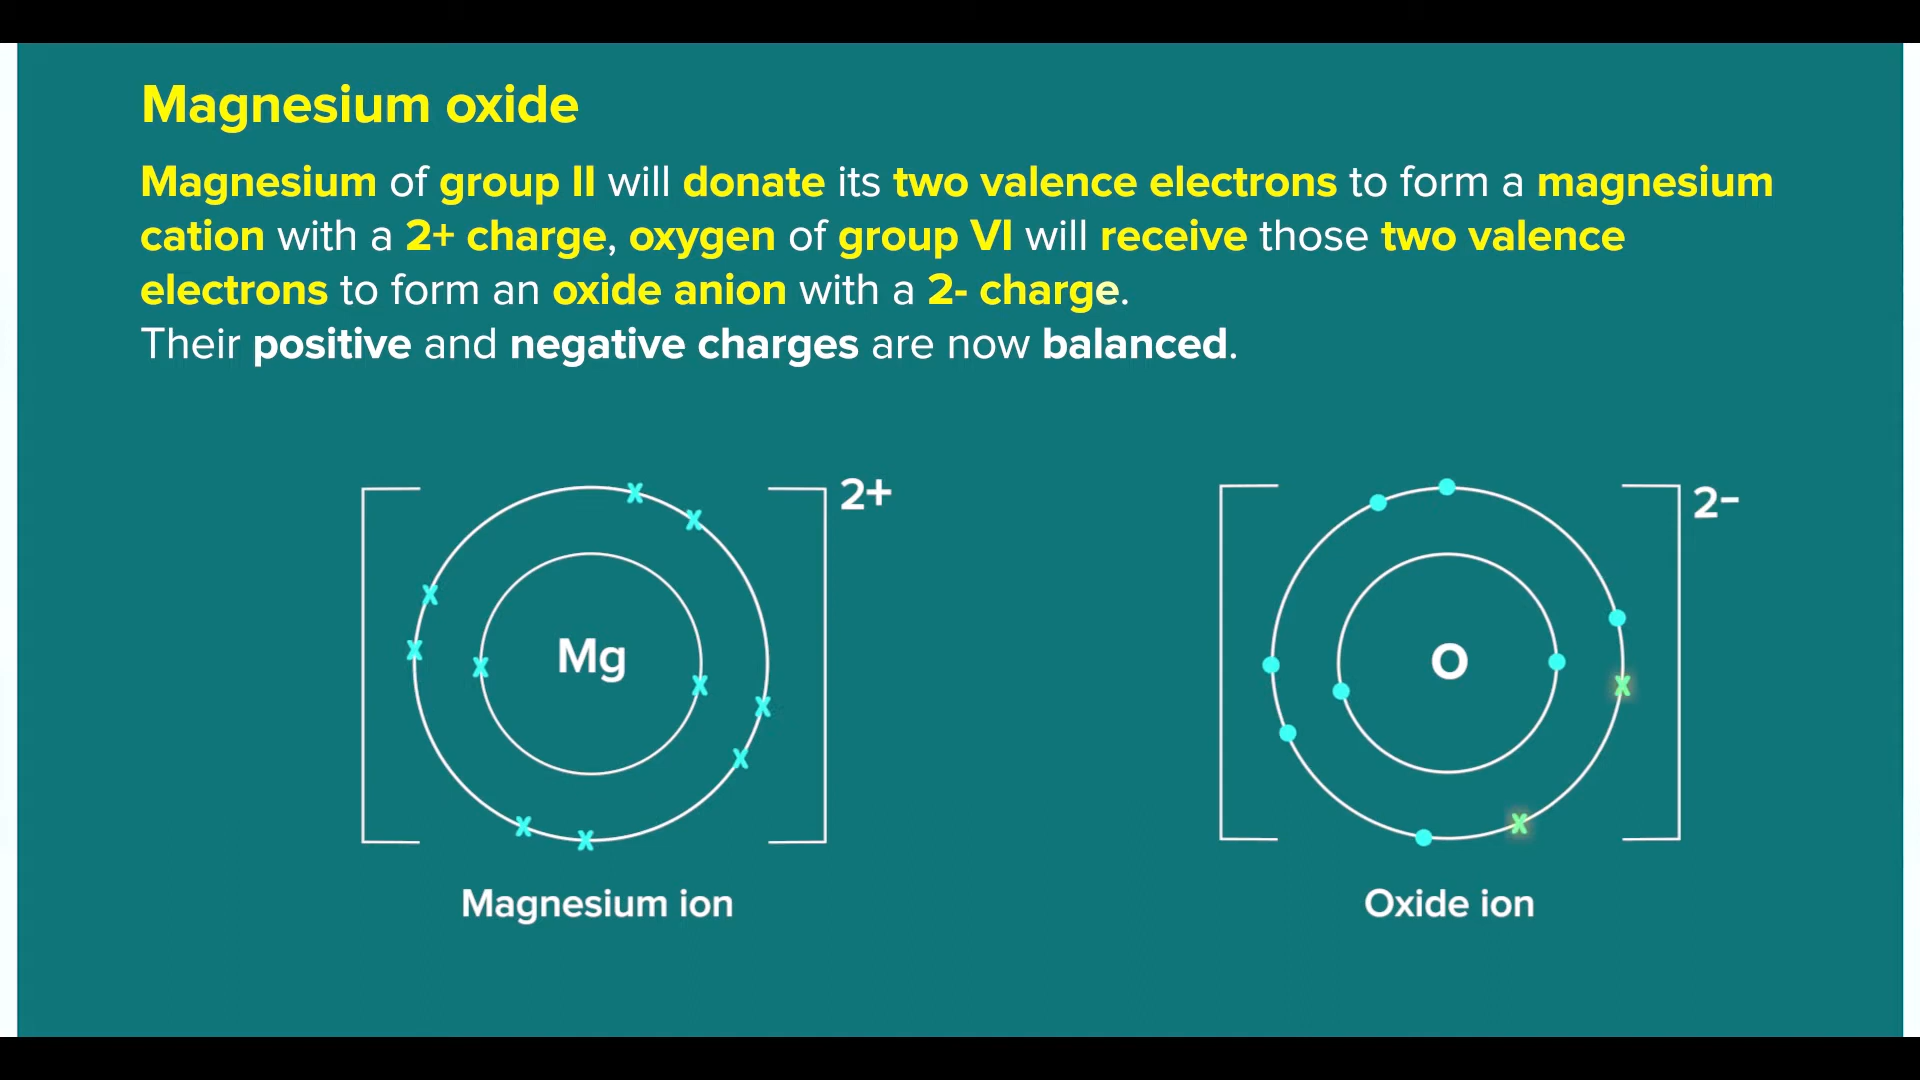 Magnesium oxide
Magnesium of group II will donate its two valence electrons to form a magnesium
cation with a 2+ charge, oxygen of group VI will receive those two valence
electrons to form an oxide anion with a 2- charge.
Their positive and negative charges are now balanced.
2+
2-
Mg
O
Magnesium ion
Oxide ion